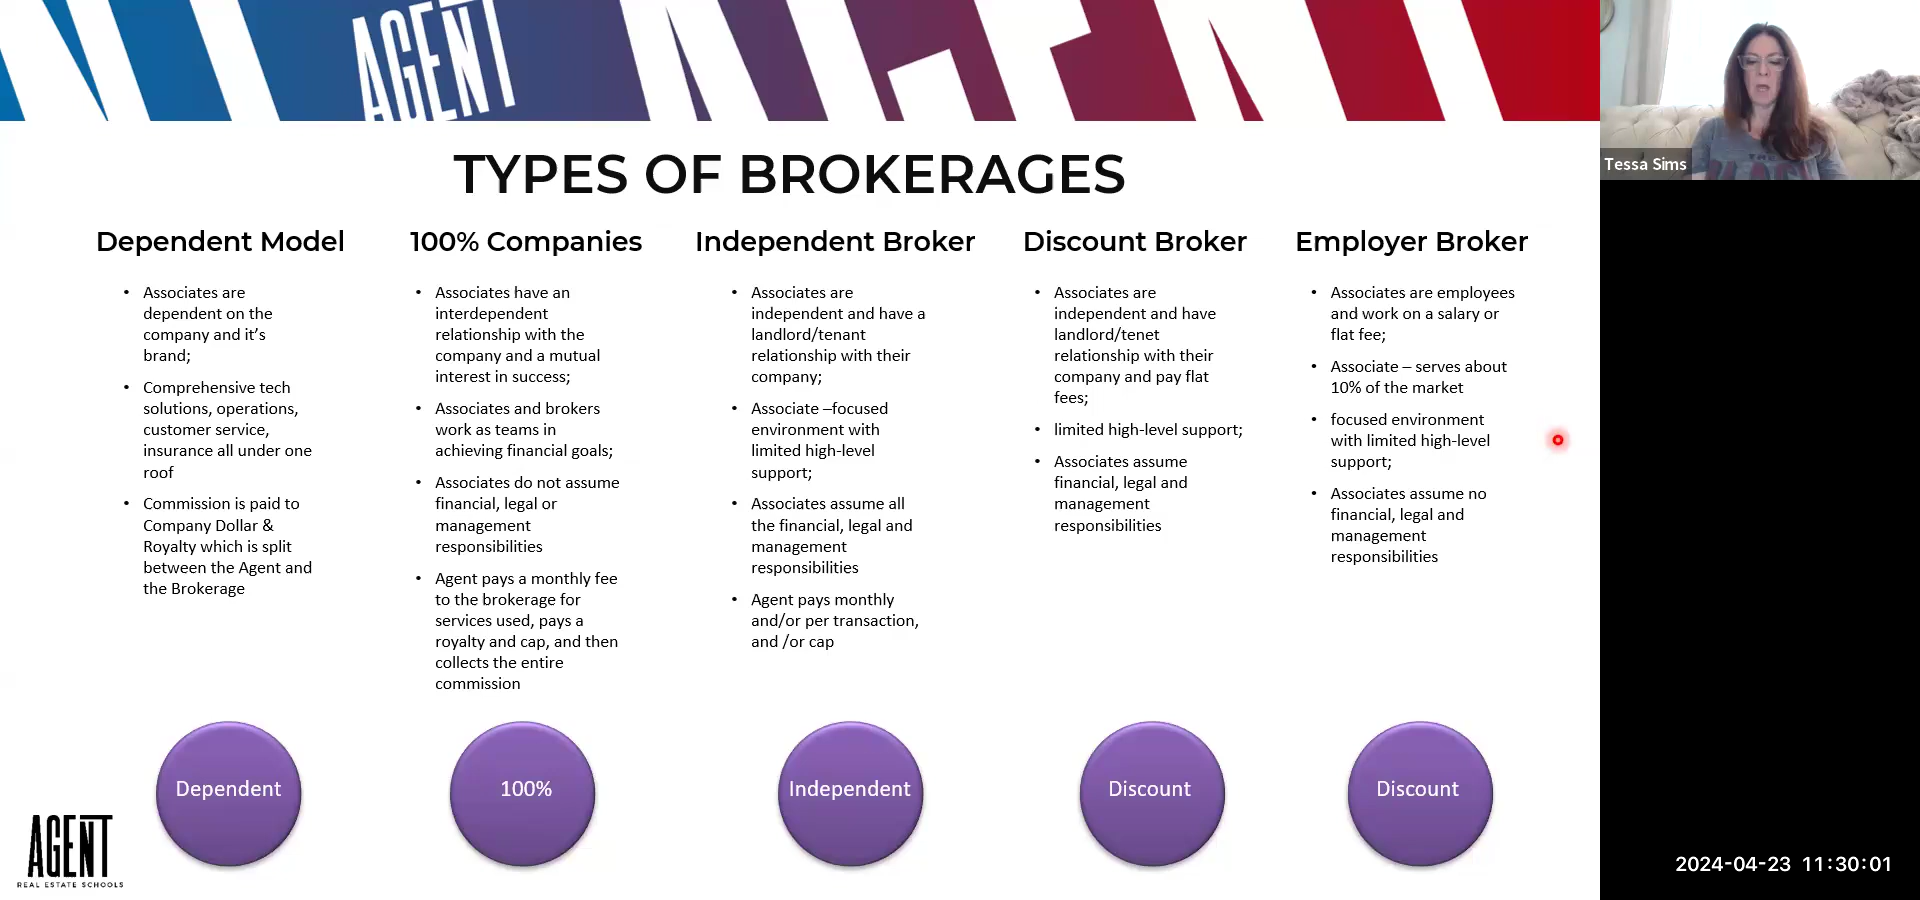 AGENT
TYPES OF BROKERAGES
Dependent Model
• Associates are
dependent on the
company and it's
brand;
• Comprehensive tech
solutions, operations,
customer service,
insurance all under one
roof
• Commission is paid to
Company Dollar &
Royalty which is split
between the Agent and
the Brokerage
100% Companies
• Associates have an
interdependent
relationship with the
company and a mutual
interest in success;
• Associates and brokers
work as teams in
achieving financial goals;
• Associates do not assume
financial, legal or
management
responsibilities
• Agent pays a monthly fee
to the brokerage for
services used, pays a
royalty and cap, and then
collects the entire
commission
Independent Broker
• Associates are
independent and have a
landlord/tenant
relationship with their
company;
• Associate –focused
environment with
limited high-level
support;
• Associates assume all
the financial, legal and
management
responsibilities
• Agent pays monthly
and/or per transaction,
and /or cap
Discount Broker
• Associates are
independent and have
landlord/tenet
relationship with their
company and pay flat
fees;
• limited high-level support;
• Associates assume
financial, legal and
management
responsibilities
Employer Broker
• Associates are employees
and work on a salary or
flat fee;
• Associate – serves about
10% of the market
• focused environment
with limited high-level
support;
• Associates assume no
financial, legal and
management
responsibilities
Dependent
100%
Independent
Discount
Discount
AGENT
REAL ESTATE SCHOOLS
Tessa Sims
THE
2024-04-23 11:30:01